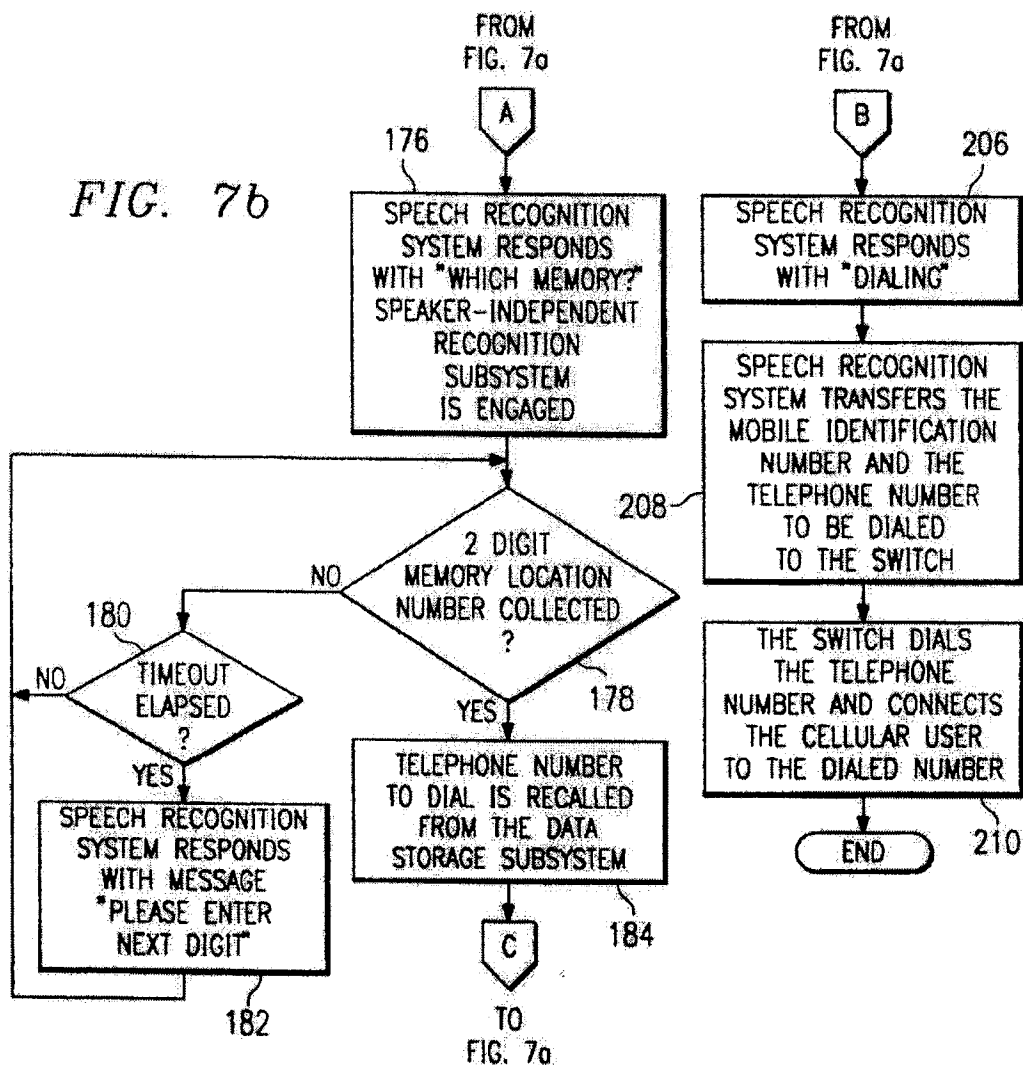 FIG. 7b
FROM
FIG. 7a
A
176
SPEECH RECOGNITION
SYSTEM RESPONDS
WITH "WHICH MEMORY?"
SPEAKER-INDEPENDENT
RECOGNITION
SUBSYSTEM
IS ENGAGED
2 DIGIT
MEMORY LOCATION
NUMBER COLLECTED
?
178
NO
YES
180
TIMEOUT
ELAPSED
?
NO
YES
SPEECH RECOGNITION
SYSTEM RESPONDS
WITH MESSAGE
"PLEASE ENTER
NEXT DIGIT"
182
TELEPHONE NUMBER
TO DIAL IS RECALLED
FROM THE DATA
STORAGE SUBSYSTEM
184
C
TO
FIG. 7a
FROM
FIG. 7a
B
206
SPEECH RECOGNITION
SYSTEM RESPONDS
WITH "DIALING"
SPEECH RECOGNITION
SYSTEM TRANSFERS THE
MOBILE IDENTIFICATION
NUMBER AND THE
TELEPHONE NUMBER
TO BE DIALED
TO THE SWITCH
208
THE SWITCH DIALS
THE TELEPHONE
NUMBER AND CONNECTS
THE CELLULAR USER
TO THE DIALED NUMBER
210
END